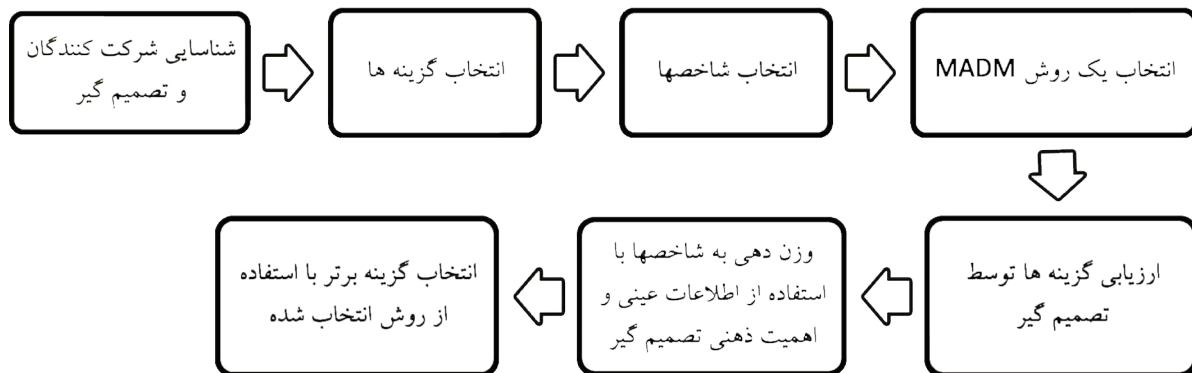 شناسایی شرکت کنندگان
و تصمیم گیر
انتخاب گزینه ها
انتخاب شاخصها
انتخاب یک روش MADM
ارزیابی گزینه ها توسط
تصمیم گیر
وزن دهی به شاخصها با
استفاده از اطلاعات عینی و
اهمیت ذهنی تصمیم گیر
انتخاب گزینه برتر با استفاده
از روش انتخاب شده